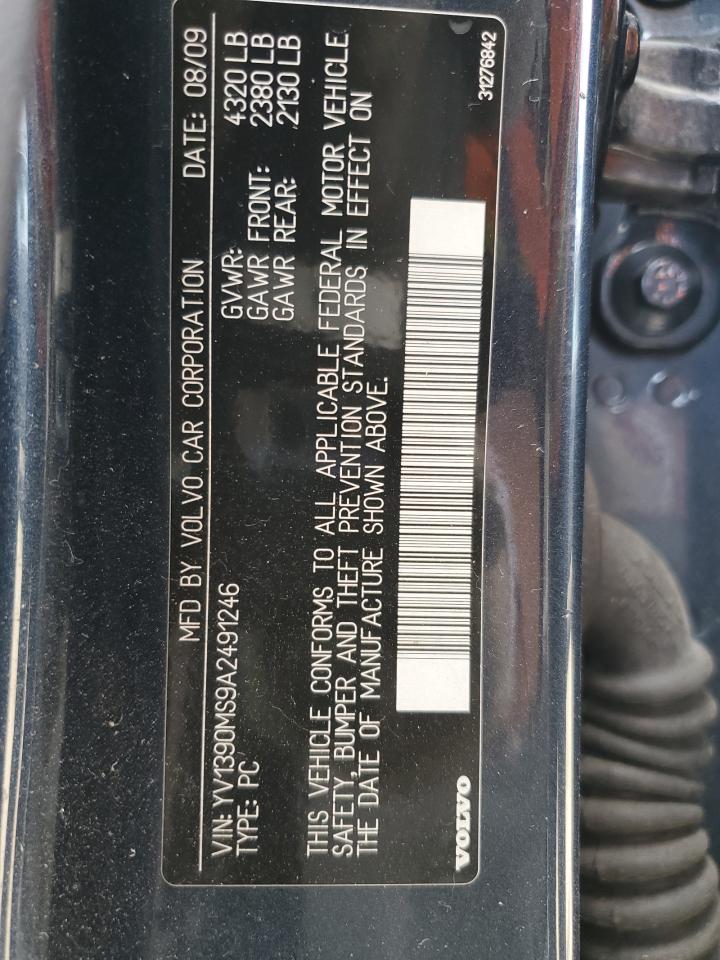 MFD BY VOLVO CAR CORPORATION DATE: 08/09
VIN: YV1390MS9A2491246 GVWR: 4320 LB
TYPE: PC GAWR FRONT: 2380 LB
GAWR REAR: 2130 LB
THIS VEHICLE CONFORMS TO ALL APPLICABLE FEDERAL MOTOR VEHICLE
SAFETY, BUMPER AND THEFT PREVENTION STANDARDS IN EFFECT ON
THE DATE OF MANUFACTURE SHOWN ABOVE.
VOLVO 31276842